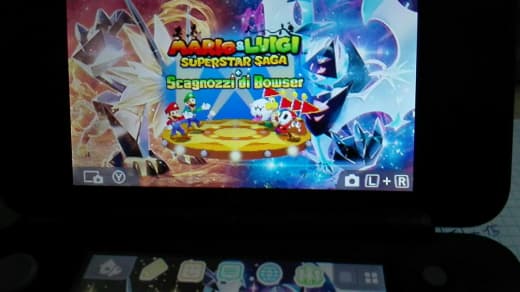 MARIO & LUIGI
SUPERSTAR SAGA
+
Scagnozzi di Bowser
Y
L + R